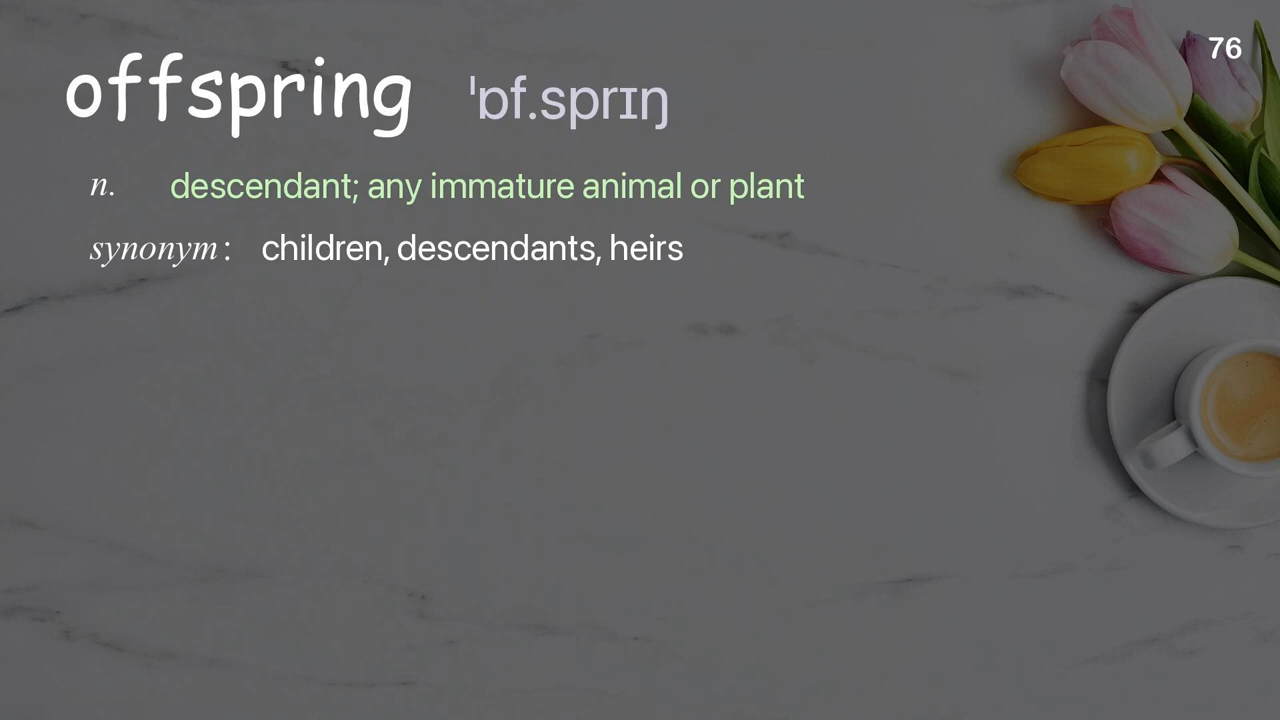 76
offspring ˈɒf.sprɪŋ
n. descendant; any immature animal or plant
synonym: children, descendants, heirs